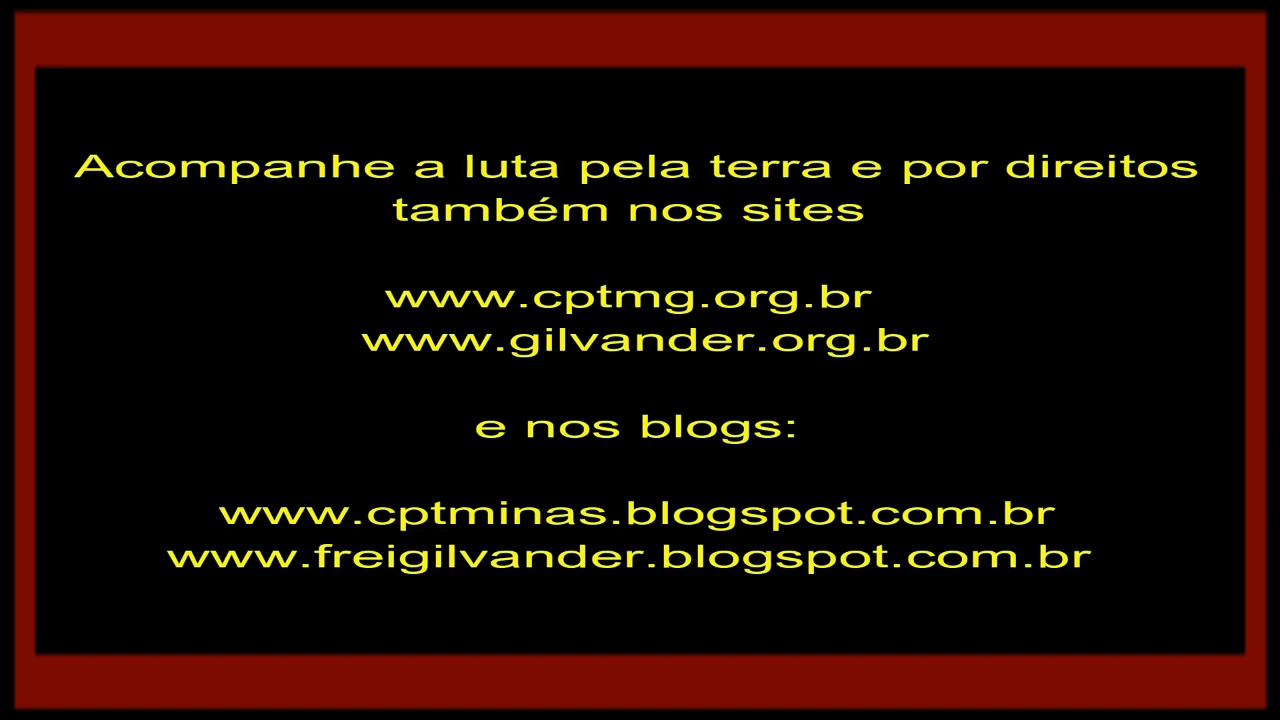 Acompanhe a luta pela terra e por direitos
também nos sites
www.cptmg.org.br
www.gilvander.org.br
e nos blogs:
www.cptminas.blogspot.com.br
www.freigilvander.blogspot.com.br